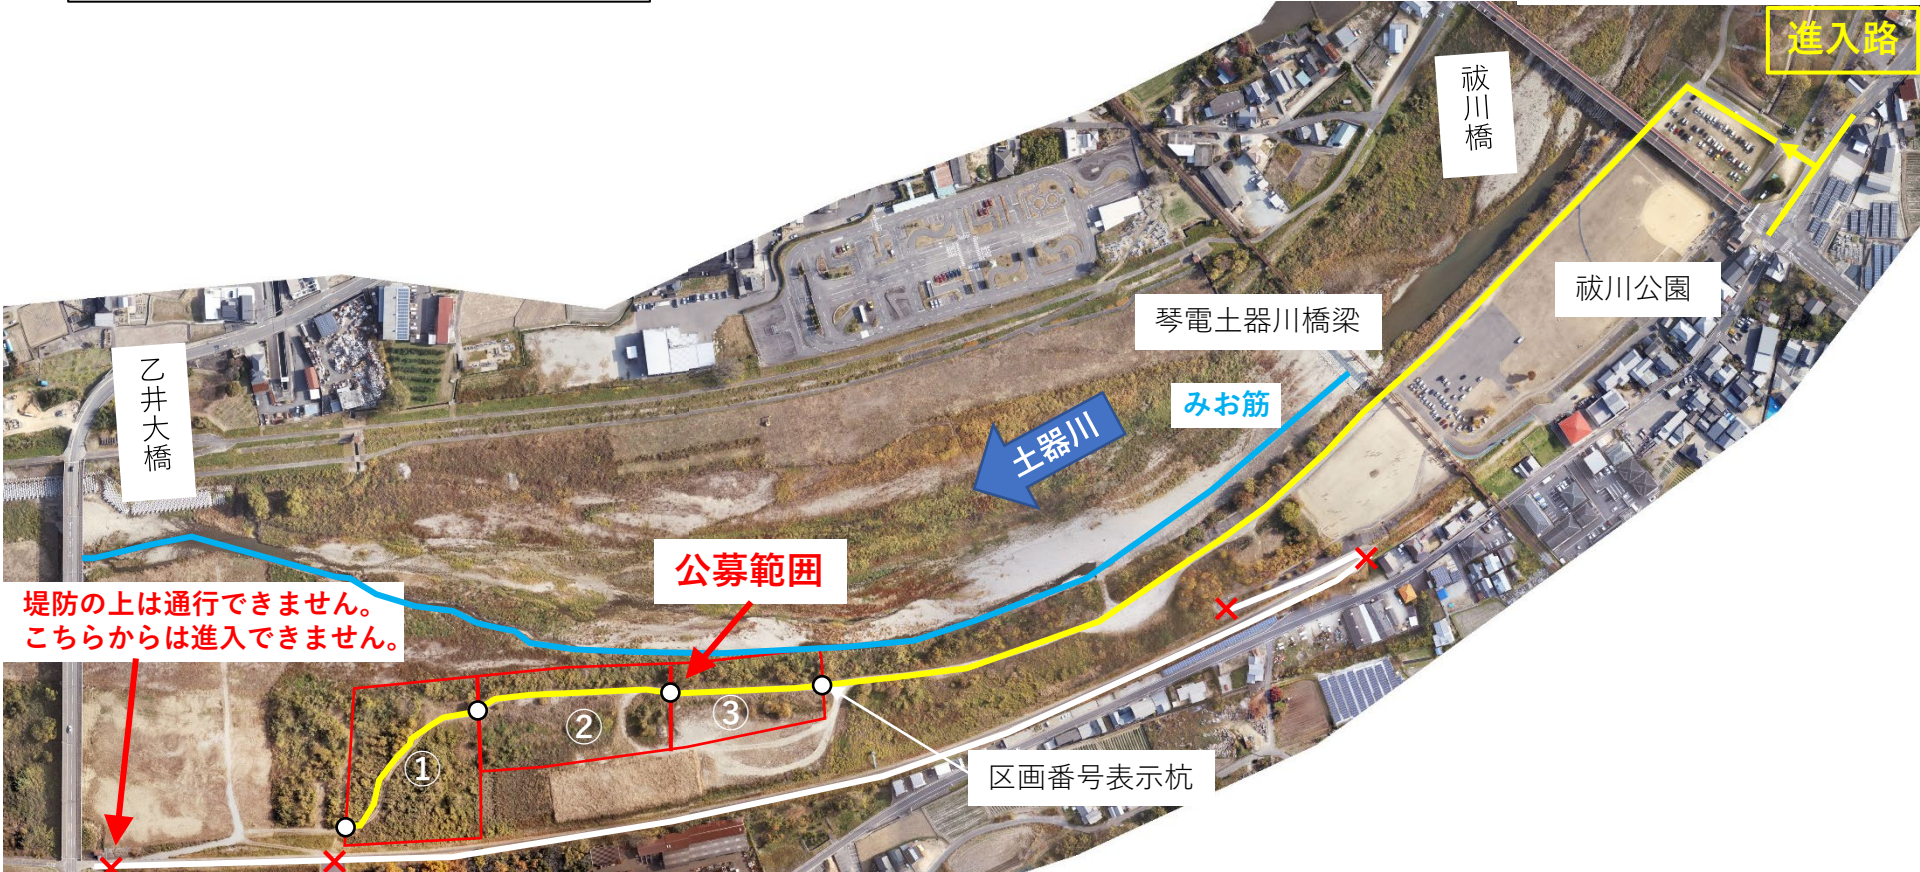 進入路
祓川橋
祓川公園
琴電土器川橋梁
みお筋
土器川
乙井大橋
公募範囲
堤防の上は通行できません。
こちらからは進入できません。
①
②
③
区画番号表示杭